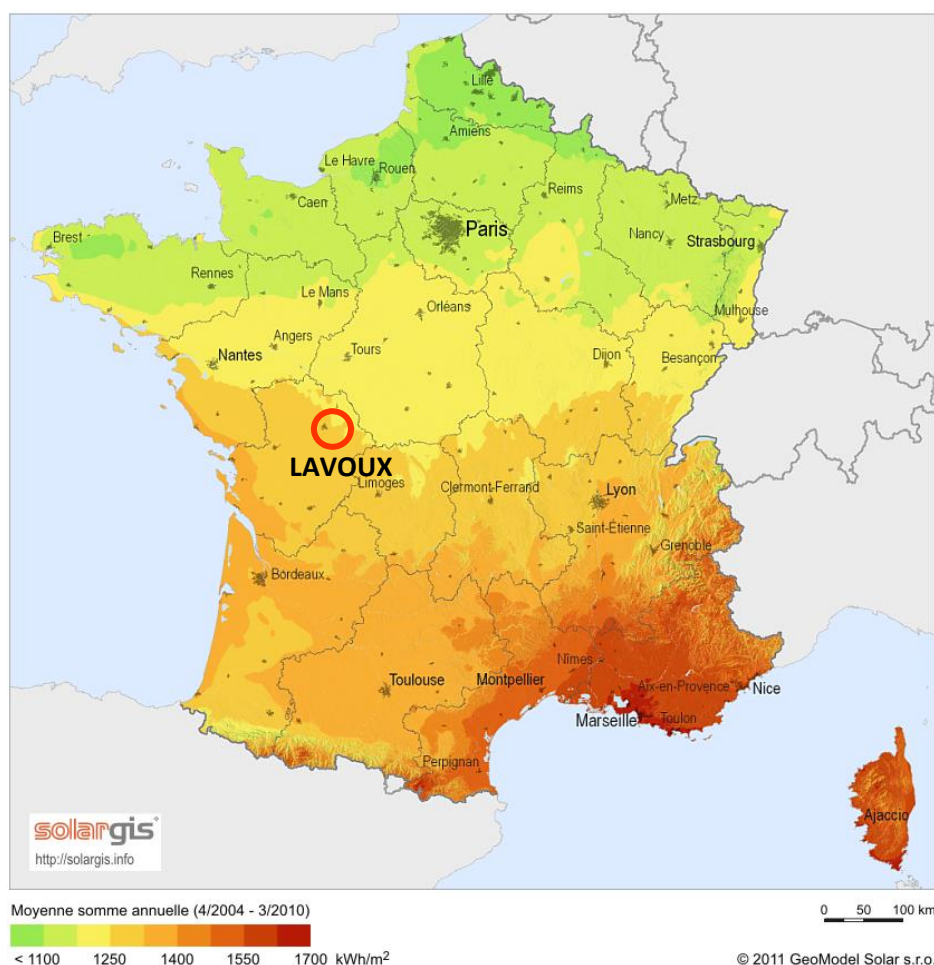 Lille
Amiens
Le Havre
Rouen
Reims
Caen
Metz
Paris
Brest
Nancy
Strasbourg
Rennes
Le Mans
Orléans
Mulhouse
Angers
Nantes
Tours
Dijon
Besançon
LAVOUX
Limoges
Clermont-Ferrand
Lyon
Saint-Étienne
Grenoble
Bordeaux
Nîmes
Toulouse
Montpellier
Aix-en-Provence
Nice
Marseille
Toulon
Perpignan
Ajaccio
solargis
http://solargis.info
Moyenne somme annuelle (4/2004 - 3/2010)
0 50 100 km
< 1100 1250 1400 1550 1700 kWh/m²
© 2011 GeoModel Solar s.r.o.